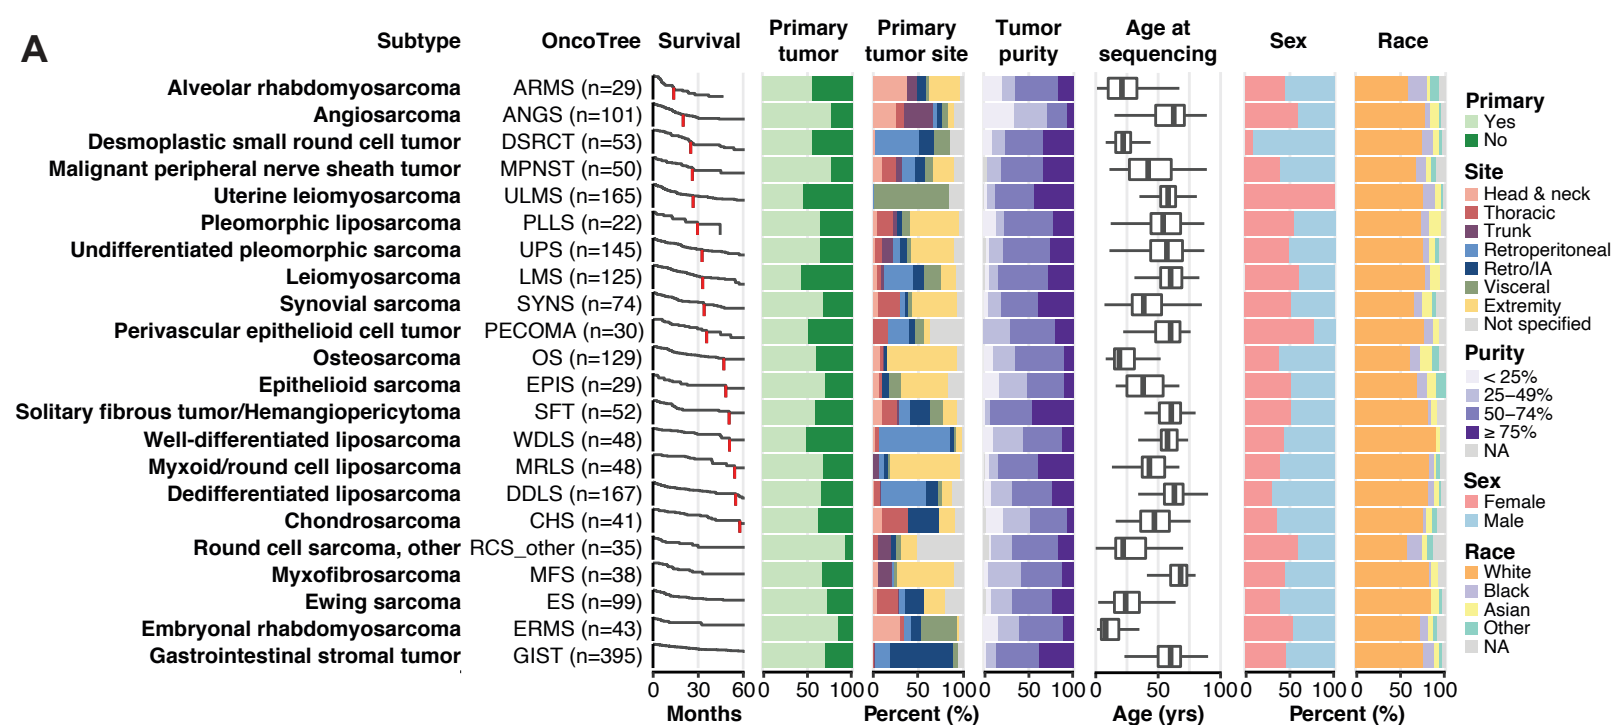 A
Subtype OncoTree Survival Primary tumor Primary tumor site Tumor purity Age at sequencing Sex Race
Alveolar rhabdomyosarcoma ARMS (n=29)
Angiosarcoma ANGS (n=101)
Desmoplastic small round cell tumor DSRCT (n=53)
Malignant peripheral nerve sheath tumor MPNST (n=50)
Uterine leiomyosarcoma ULMS (n=165)
Pleomorphic liposarcoma PLLS (n=22)
Undifferentiated pleomorphic sarcoma UPS (n=145)
Leiomyosarcoma LMS (n=125)
Synovial sarcoma SYNS (n=74)
Perivascular epithelioid cell tumor PECOMA (n=30)
Osteosarcoma OS (n=129)
Epithelioid sarcoma EPIS (n=29)
Solitary fibrous tumor/Hemangiopericytoma SFT (n=52)
Well-differentiated liposarcoma WDLS (n=48)
Myxoid/round cell liposarcoma MRLS (n=48)
Dedifferentiated liposarcoma DDLS (n=167)
Chondrosarcoma CHS (n=41)
Round cell sarcoma, other RCS_other (n=35)
Myxofibrosarcoma MFS (n=38)
Ewing sarcoma ES (n=99)
Embryonal rhabdomyosarcoma ERMS (n=43)
Gastrointestinal stromal tumor GIST (n=395)
0 30 60 0 50 100 0 50 100 0 50 100 0 50 100 0 50 100 0 50 100
Months Percent (%) Age (yrs) Percent (%)
Primary
Yes
No
Site
Head & neck
Thoracic
Trunk
Retroperitoneal
Retro/IA
Visceral
Extremity
Not specified
Purity
< 25%
25–49%
50–74%
≥ 75%
NA
Sex
Female
Male
Race
White
Black
Asian
Other
NA